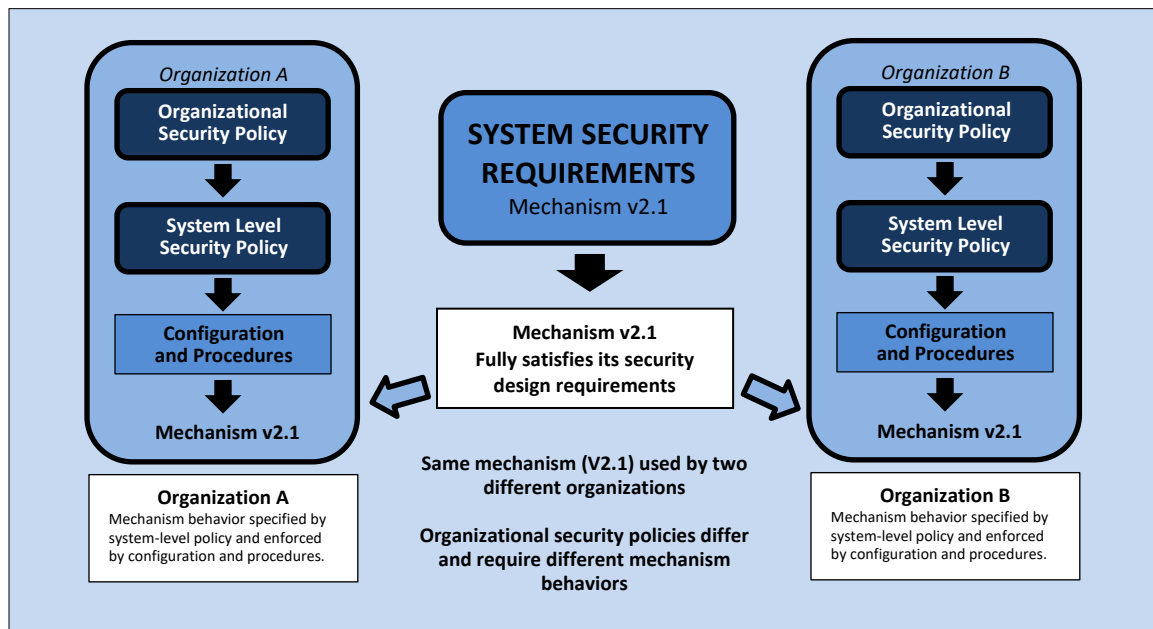 Organization A
Organizational
Security Policy
System Level
Security Policy
Configuration
and Procedures
Mechanism v2.1
Organization A
Mechanism behavior specified by
system-level policy and enforced
by configuration and procedures.
SYSTEM SECURITY
REQUIREMENTS
Mechanism v2.1
Mechanism v2.1
Fully satisfies its security
design requirements
Same mechanism (V2.1) used by two
different organizations
Organizational security policies differ
and require different mechanism
behaviors
Organization B
Organizational
Security Policy
System Level
Security Policy
Configuration
and Procedures
Mechanism v2.1
Organization B
Mechanism behavior specified by
system-level policy and enforced
by configuration and procedures.